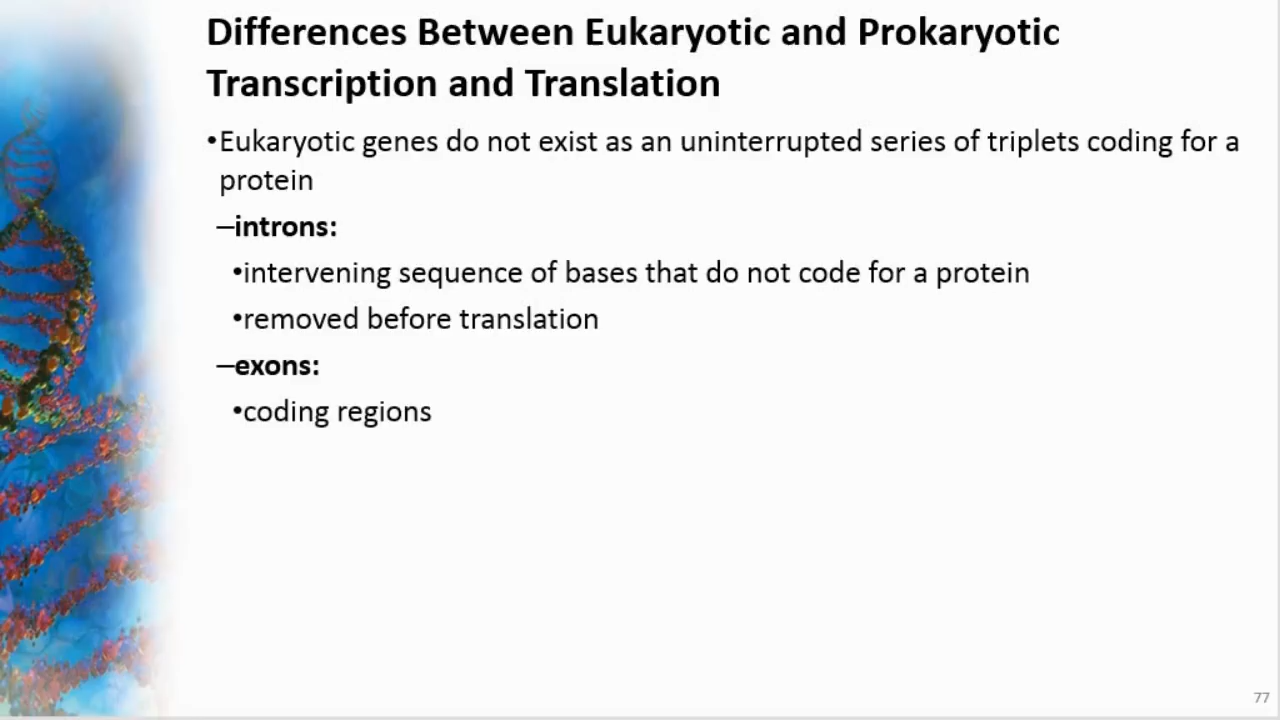 Differences Between Eukaryotic and Prokaryotic
Transcription and Translation
•Eukaryotic genes do not exist as an uninterrupted series of triplets coding for a
protein
–introns:
•intervening sequence of bases that do not code for a protein
•removed before translation
–exons:
•coding regions
77